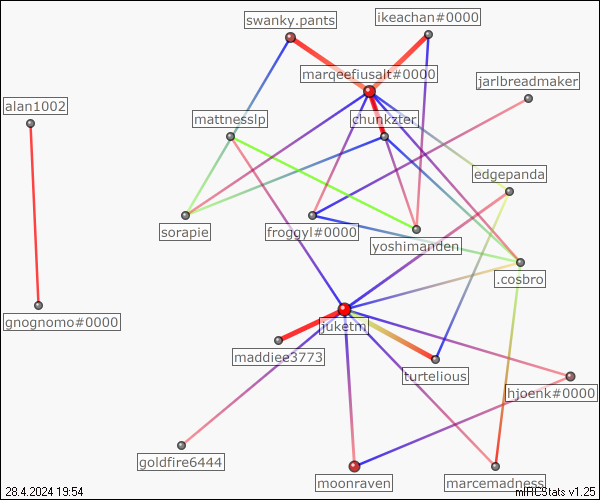 swanky.pants
ikeachan#0000
marqeefiusalt#0000
jarlbreadmaker
alan1002
mattnesslp
chunkzter
edgepanda
sorapie
froggyl#0000
yoshimanden
.cosbro
gnognomo#0000
juketm
maddiee3773
turtelious
hjoenk#0000
goldfire6444
moonraven
marcemadness
28.4.2024 19:54
mIRCStats v1.25